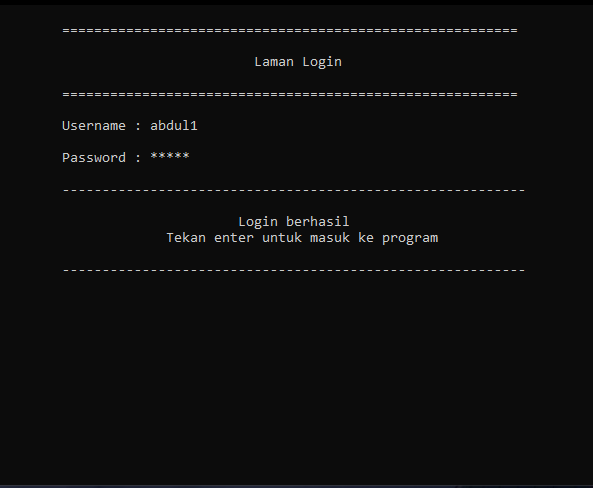 =========================================================
Laman Login
=========================================================
Username : abdul1
Password : *****
----------------------------------------------------------
Login berhasil
Tekan enter untuk masuk ke program
----------------------------------------------------------